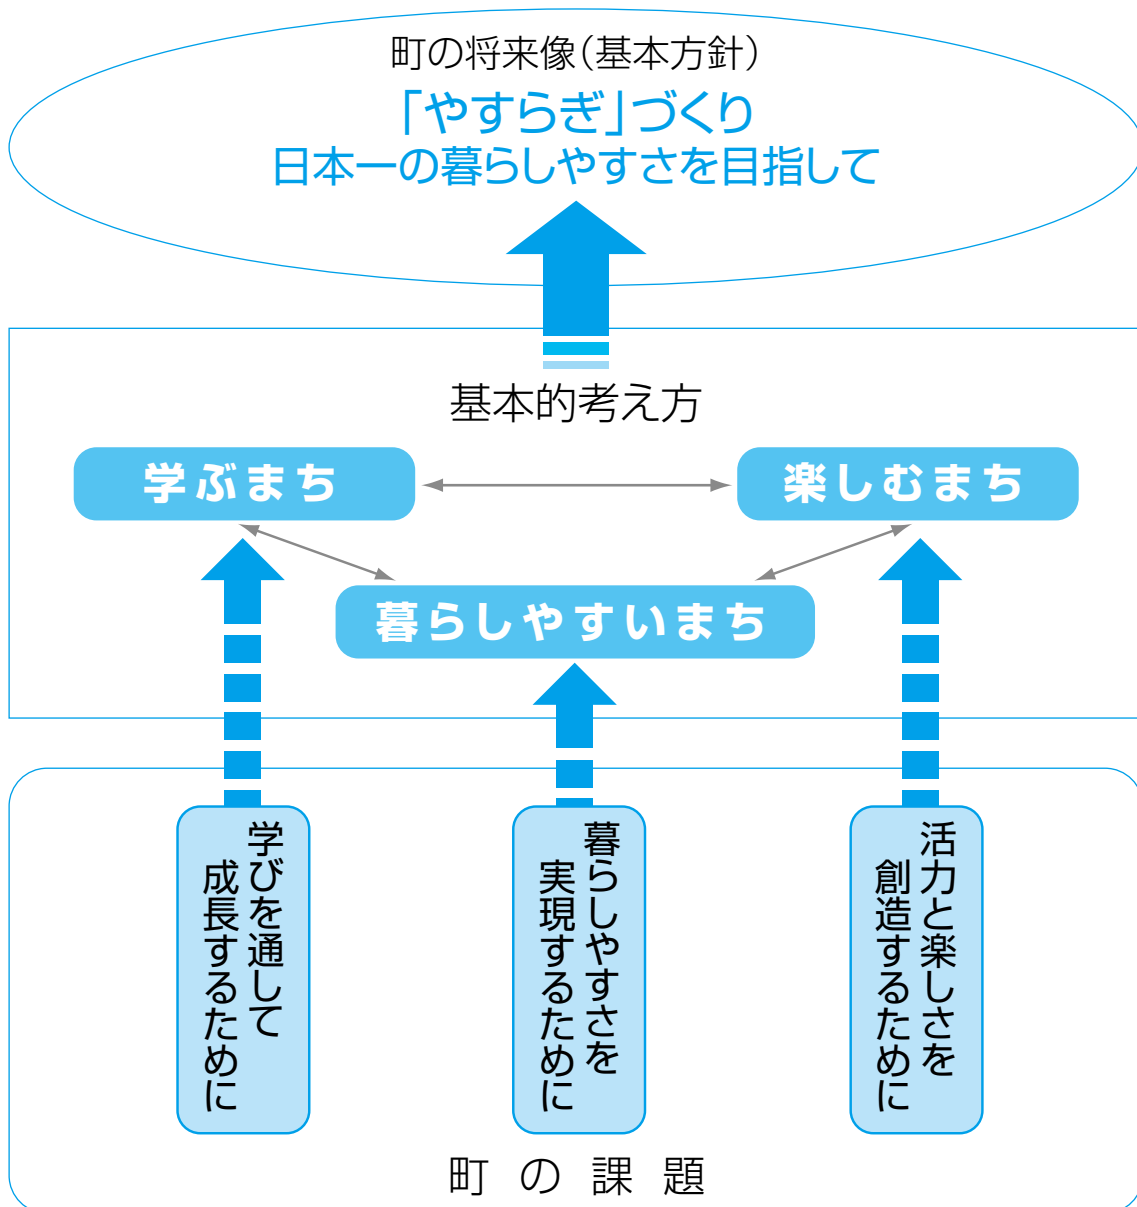 町の将来像(基本方針)
「やすらぎ」づくり
日本一の暮らしやすさを目指して
基本的考え方
学ぶまち
楽しむまち
暮らしやすいまち
学びを通して
成長するために
暮らしやすさを
実現するために
活力と楽しさを
創造するために
町の課題